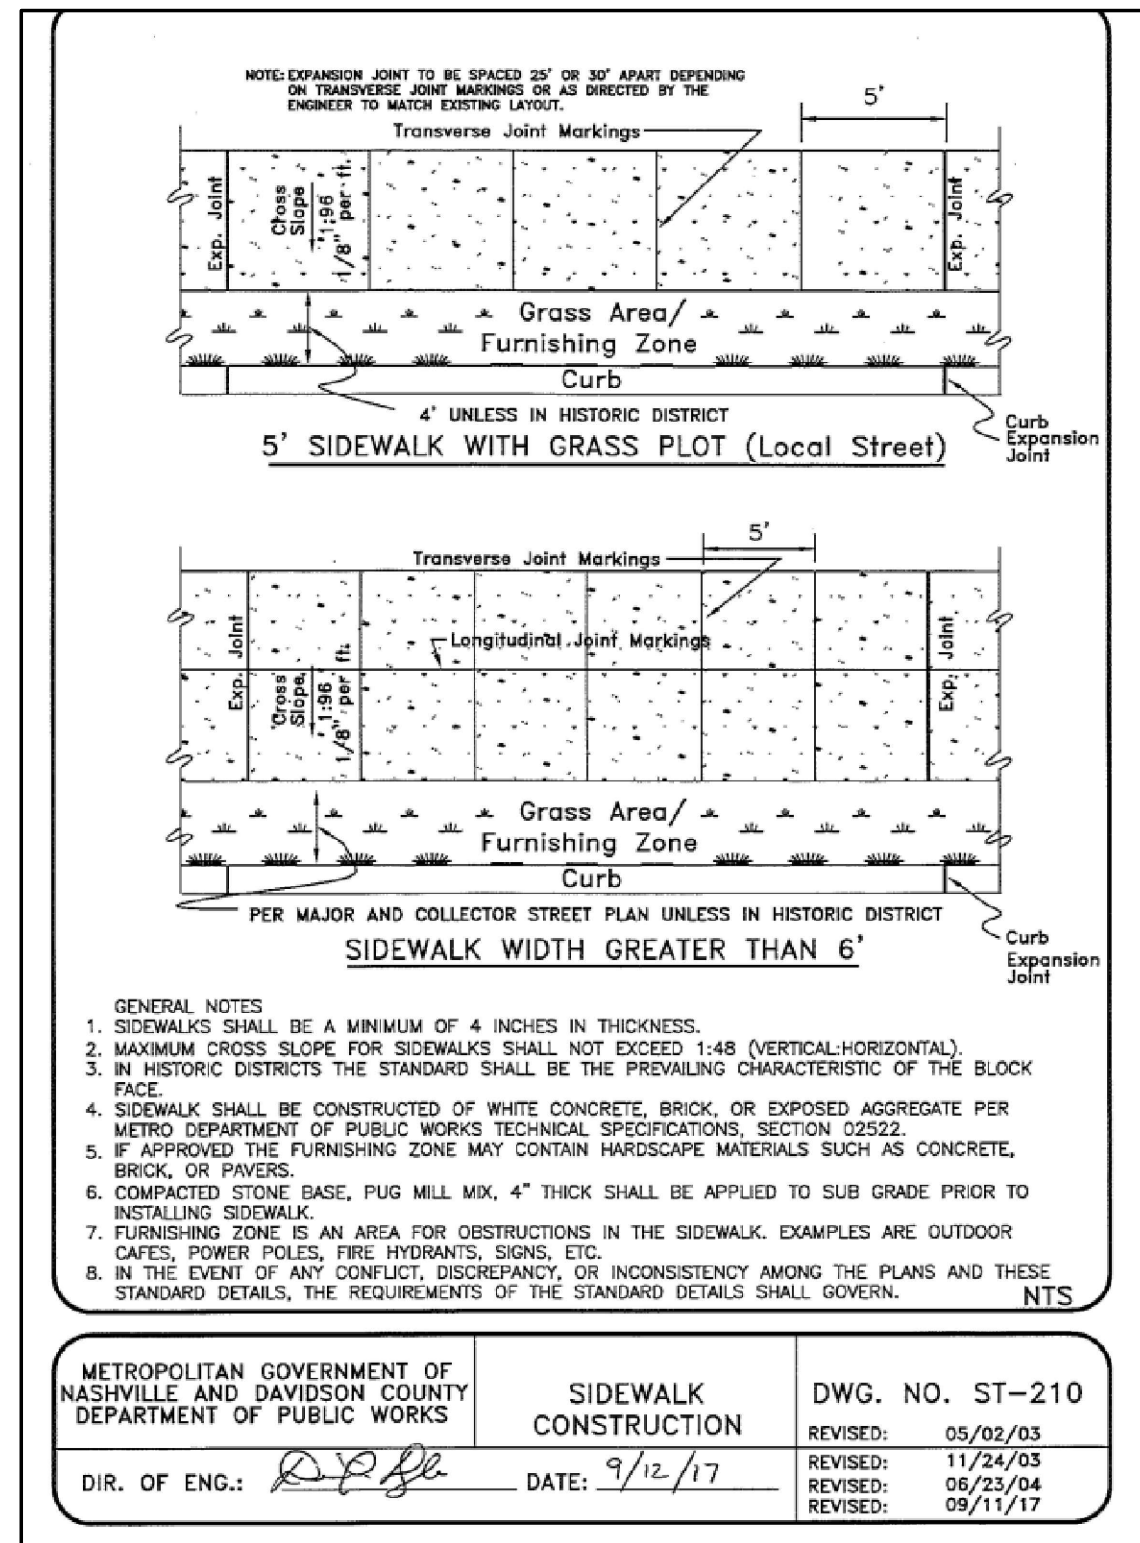 NOTE: EXPANSION JOINT TO BE SPACED 25' OR 30' APART DEPENDING
ON TRANSVERSE JOINT MARKINGS OR AS DIRECTED BY THE
ENGINEER TO MATCH EXISTING LAYOUT.
5'
Transverse Joint Markings
Exp. Joint
Cross
Slope
1:96
1/8" per ft.
Exp. Joint
Grass Area/
Furnishing Zone
Curb
4' UNLESS IN HISTORIC DISTRICT
Curb
Expansion
Joint
5' SIDEWALK WITH GRASS PLOT (Local Street)
5'
Transverse Joint Markings
Longitudinal Joint Markings
Exp. Joint
Cross
Slope
1:96
1/8" per ft.
Exp. Joint
Grass Area/
Furnishing Zone
Curb
PER MAJOR AND COLLECTOR STREET PLAN UNLESS IN HISTORIC DISTRICT
Curb
Expansion
Joint
SIDEWALK WIDTH GREATER THAN 6'
GENERAL NOTES
1. SIDEWALKS SHALL BE A MINIMUM OF 4 INCHES IN THICKNESS.
2. MAXIMUM CROSS SLOPE FOR SIDEWALKS SHALL NOT EXCEED 1:48 (VERTICAL:HORIZONTAL).
3. IN HISTORIC DISTRICTS THE STANDARD SHALL BE THE PREVAILING CHARACTERISTIC OF THE BLOCK
FACE.
4. SIDEWALK SHALL BE CONSTRUCTED OF WHITE CONCRETE, BRICK, OR EXPOSED AGGREGATE PER
METRO DEPARTMENT OF PUBLIC WORKS TECHNICAL SPECIFICATIONS, SECTION 02522.
5. IF APPROVED THE FURNISHING ZONE MAY CONTAIN HARDSCAPE MATERIALS SUCH AS CONCRETE,
BRICK, OR PAVERS.
6. COMPACTED STONE BASE, PUG MILL MIX, 4" THICK SHALL BE APPLIED TO SUB GRADE PRIOR TO
INSTALLING SIDEWALK.
7. FURNISHING ZONE IS AN AREA FOR OBSTRUCTIONS IN THE SIDEWALK. EXAMPLES ARE OUTDOOR
CAFES, POWER POLES, FIRE HYDRANTS, SIGNS, ETC.
8. IN THE EVENT OF ANY CONFLICT, DISCREPANCY, OR INCONSISTENCY AMONG THE PLANS AND THESE
STANDARD DETAILS, THE REQUIREMENTS OF THE STANDARD DETAILS SHALL GOVERN.
NTS
METROPOLITAN GOVERNMENT OF
NASHVILLE AND DAVIDSON COUNTY
DEPARTMENT OF PUBLIC WORKS
SIDEWALK
CONSTRUCTION
DWG. NO. ST-210
REVISED: 05/02/03
REVISED: 11/24/03
REVISED: 06/23/04
REVISED: 09/11/17
DIR. OF ENG.:
DATE: 9/12/17